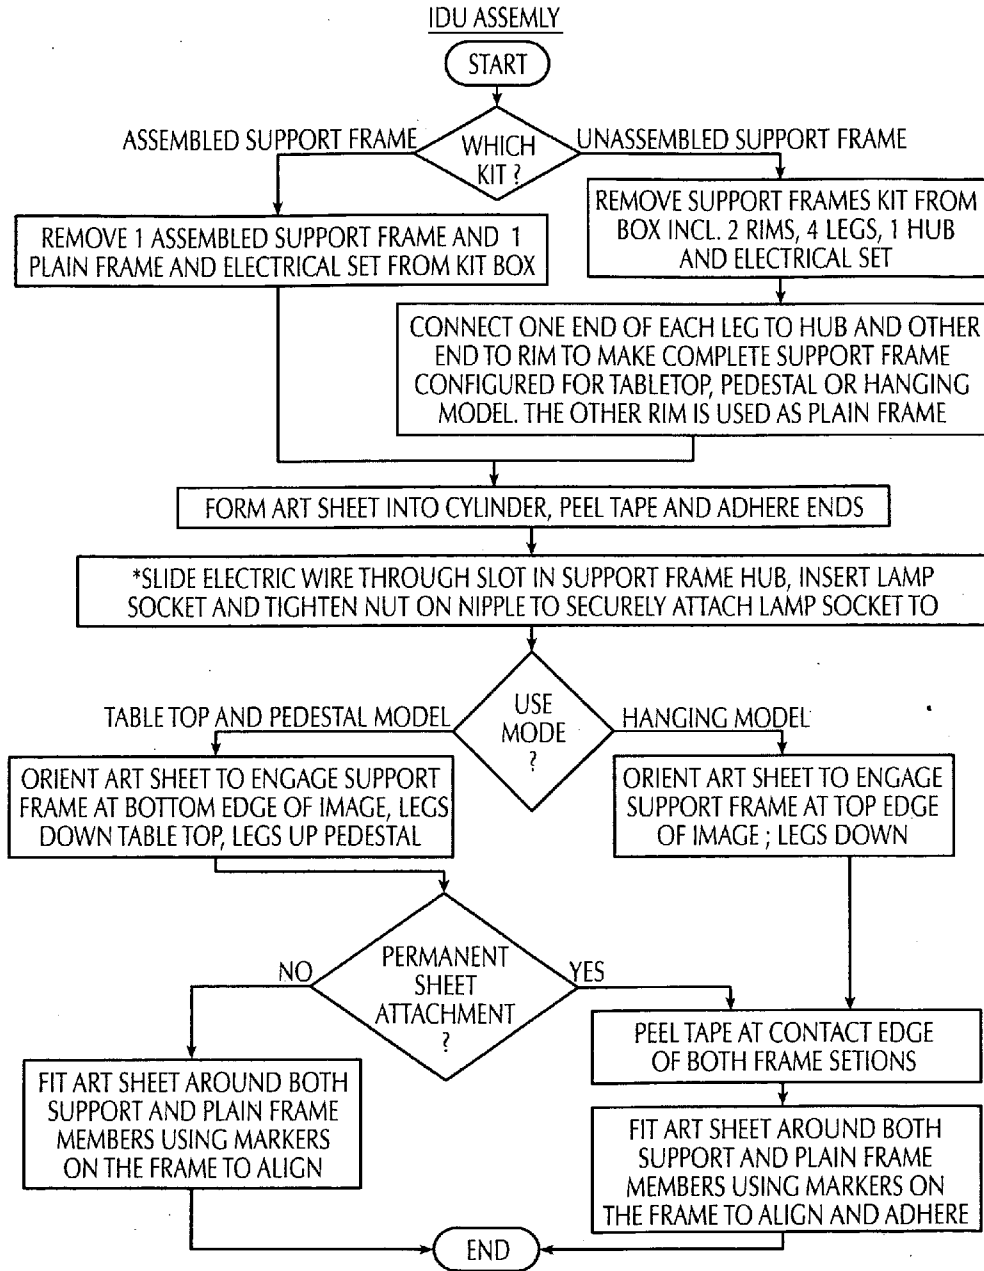 IDU ASSEMLY
START
WHICH
KIT ?
ASSEMBLED SUPPORT FRAME
UNASSEMBLED SUPPORT FRAME
REMOVE 1 ASSEMBLED SUPPORT FRAME AND 1
PLAIN FRAME AND ELECTRICAL SET FROM KIT BOX
REMOVE SUPPORT FRAMES KIT FROM
BOX INCL. 2 RIMS, 4 LEGS, 1 HUB
AND ELECTRICAL SET
CONNECT ONE END OF EACH LEG TO HUB AND OTHER
END TO RIM TO MAKE COMPLETE SUPPORT FRAME
CONFIGURED FOR TABLETOP, PEDESTAL OR HANGING
MODEL. THE OTHER RIM IS USED AS PLAIN FRAME
FORM ART SHEET INTO CYLINDER, PEEL TAPE AND ADHERE ENDS
*SLIDE ELECTRIC WIRE THROUGH SLOT IN SUPPORT FRAME HUB, INSERT LAMP
SOCKET AND TIGHTEN NUT ON NIPPLE TO SECURELY ATTACH LAMP SOCKET TO
USE
MODE
?
TABLE TOP AND PEDESTAL MODEL
HANGING MODEL
ORIENT ART SHEET TO ENGAGE SUPPORT
FRAME AT BOTTOM EDGE OF IMAGE, LEGS
DOWN TABLE TOP, LEGS UP PEDESTAL
ORIENT ART SHEET TO ENGAGE
SUPPORT FRAME AT TOP EDGE
OF IMAGE ; LEGS DOWN
PERMANENT
SHEET
ATTACHMENT
?
NO
YES
FIT ART SHEET AROUND BOTH
SUPPORT AND PLAIN FRAME
MEMBERS USING MARKERS
ON THE FRAME TO ALIGN
PEEL TAPE AT CONTACT EDGE
OF BOTH FRAME SETIONS
FIT ART SHEET AROUND BOTH
SUPPORT AND PLAIN FRAME
MEMBERS USING MARKERS ON
THE FRAME TO ALIGN AND ADHERE
END